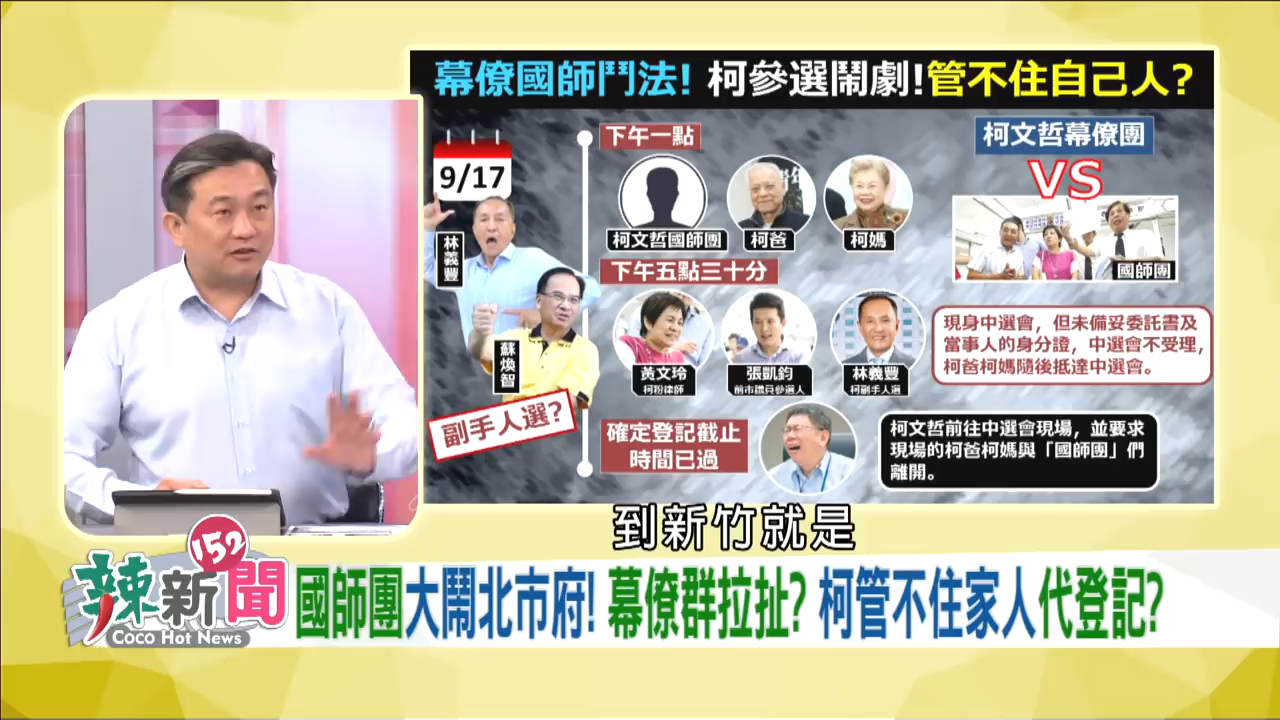 幕僚國師鬥法! 柯參選鬧劇!管不住自己人?
9/17
林義豐
蘇煥智
副手人選?
下午一點
柯文哲國師團
柯爸
柯媽
下午五點三十分
黃文玲
柯粉律師
張凱鈞
前市議員參選人
林義豐
柯副手人選
確定登記截止
時間已過
柯文哲幕僚團
VS
國師團
現身中選會，但未備妥委託書及
當事人的身分證，中選會不受理，
柯爸柯媽隨後抵達中選會。
柯文哲前往中選會現場，並要求
現場的柯爸柯媽與「國師團」們
離開。
到新竹就是
152
辣新聞
Coco Hot News
國師團大鬧北市府! 幕僚群拉扯? 柯管不住家人代登記?